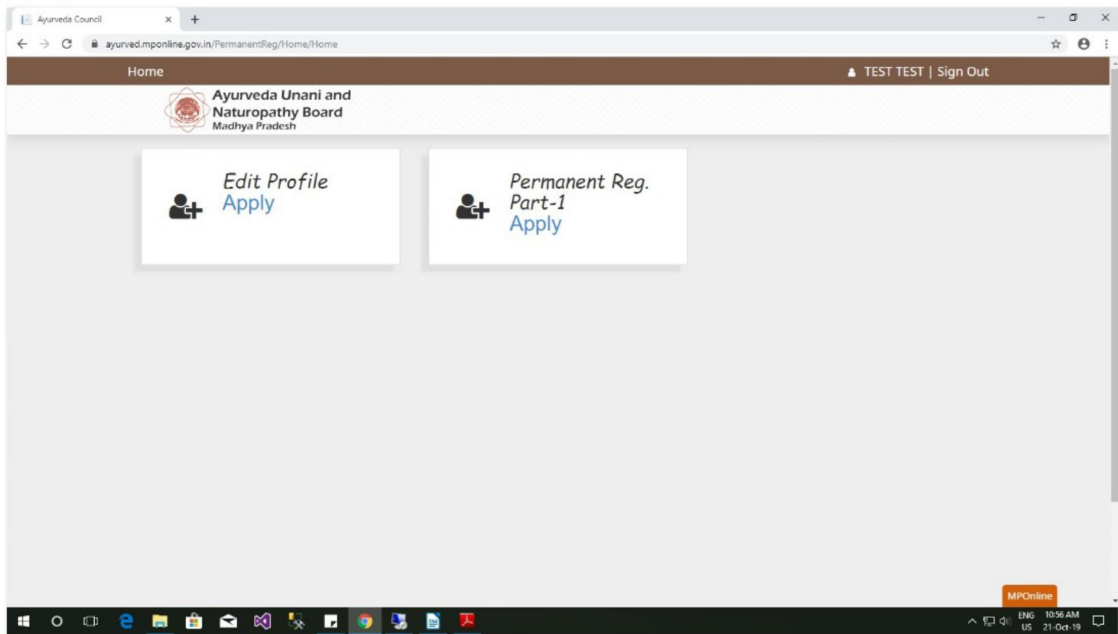 Ayurveda Council
ayurved.mponline.gov.in/PermanentReg/Home/Home
Home
TEST TEST | Sign Out
Ayurveda Unani and
Naturopathy Board
Madhya Pradesh
Edit Profile
Apply
Permanent Reg.
Part-1
Apply
MPOnline
ENG 10:56 AM
US 21-Oct-19